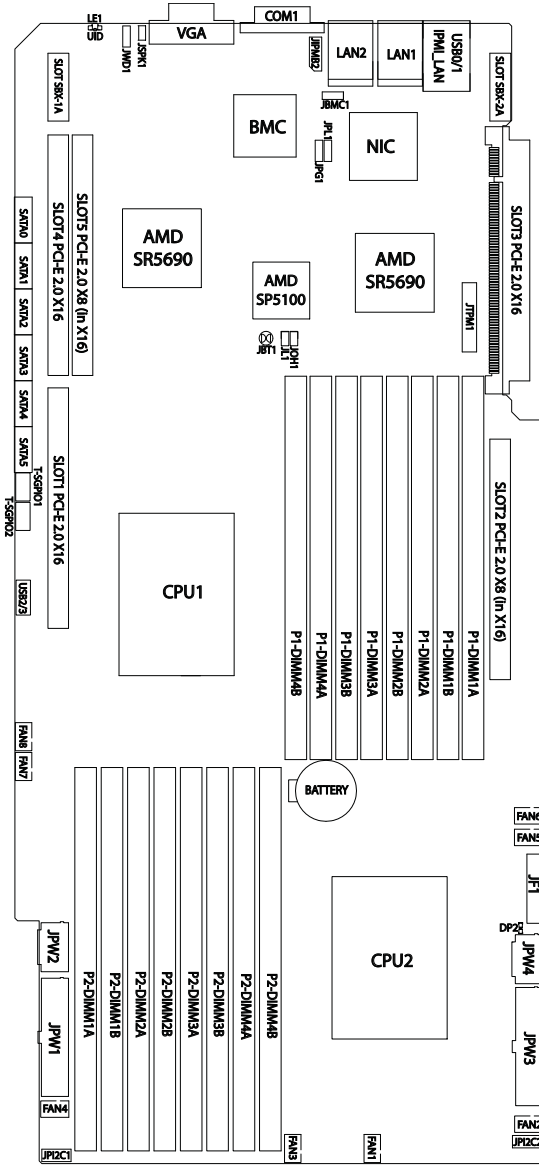 LE1
UID
JWD1
JSPK1
VGA
COM1
JIPMB2
LAN2
LAN1
USB0/1
IPMI_LAN
SLOT SBX-1A
SLOT SBX-2A
BMC
JBMC1
JPL1
JPG1
NIC
SLOT4 PCI-E 2.0 X16
SLOT5 PCI-E 2.0 X8 (In X16)
SLOT3 PCI-E 2.0 X16
SATA0
SATA1
SATA2
SATA3
SATA4
SATA5
AMD
SR5690
AMD
SP5100
AMD
SR5690
JTPM1
JBT1
JL1
JOH1
T-SGPIO1
T-SGPIO2
SLOT1 PCI-E 2.0 X16
SLOT2 PCI-E 2.0 X8 (In X16)
USB2/3
CPU1
P1-DIMM4B
P1-DIMM4A
P1-DIMM3B
P1-DIMM3A
P1-DIMM2B
P1-DIMM2A
P1-DIMM1B
P1-DIMM1A
FAN8
FAN7
BATTERY
FAN6
FAN5
JF1
DP2
JPW4
JPW3
CPU2
JPW2
JPW1
P2-DIMM1A
P2-DIMM1B
P2-DIMM2A
P2-DIMM2B
P2-DIMM3A
P2-DIMM3B
P2-DIMM4A
P2-DIMM4B
FAN4
JPI2C1
FAN3
FAN1
FAN2
JPI2C2